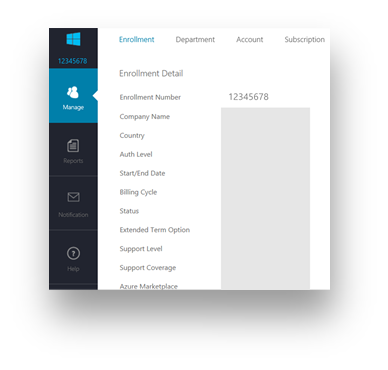 12345678
Manage
Reports
Notification
Help
Enrollment Department Account Subscription
Enrollment Detail
Enrollment Number 12345678
Company Name
Country
Auth Level
Start/End Date
Billing Cycle
Status
Extended Term Option
Support Level
Support Coverage
Azure Marketplace